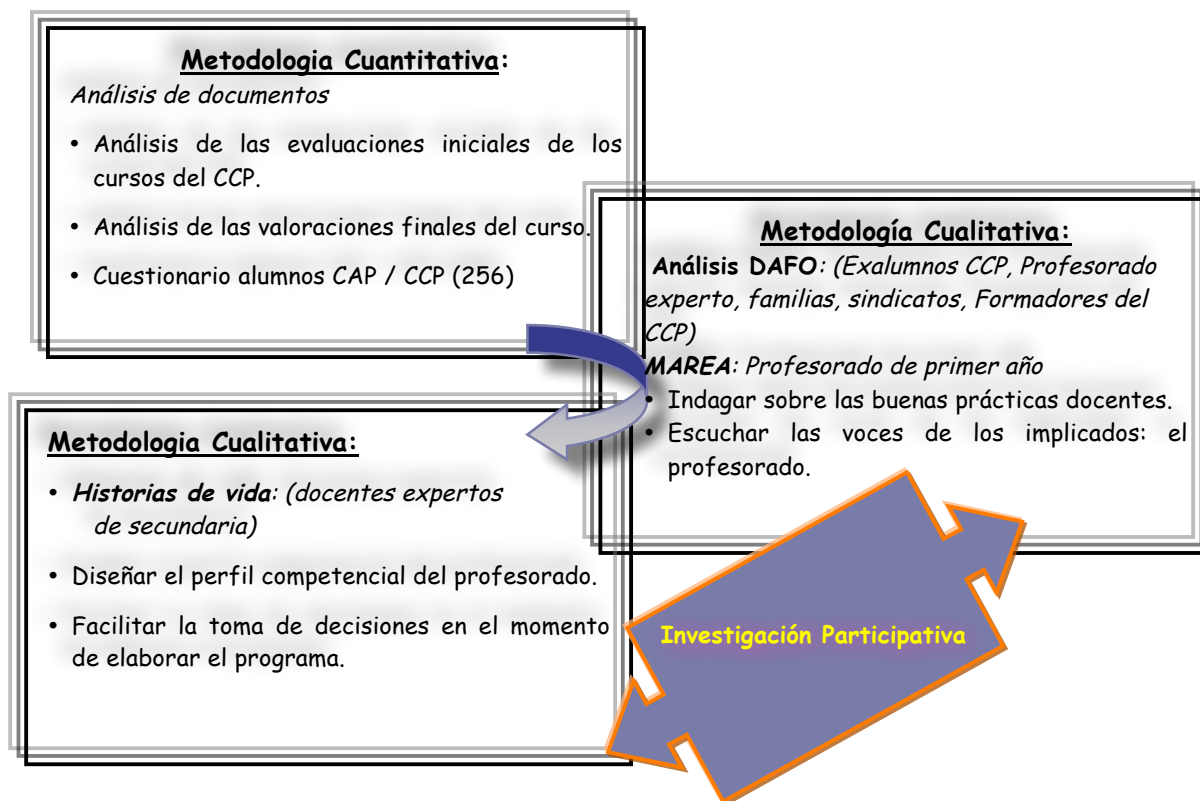 Metodologia Cuantitativa:
Análisis de documentos
• Análisis de las evaluaciones iniciales de los
cursos del CCP.
• Análisis de las valoraciones finales del curso.
• Cuestionario alumnos CAP / CCP (256)
Metodología Cualitativa:
Análisis DAFO: (Exalumnos CCP, Profesorado
experto, familias, sindicatos, Formadores del
CCP)
MAREA: Profesorado de primer año
• Indagar sobre las buenas prácticas docentes.
• Escuchar las voces de los implicados: el
profesorado.
Metodologia Cualitativa:
• Historias de vida: (docentes expertos
de secundaria)
• Diseñar el perfil competencial del profesorado.
• Facilitar la toma de decisiones en el momento
de elaborar el programa.
Investigación Participativa